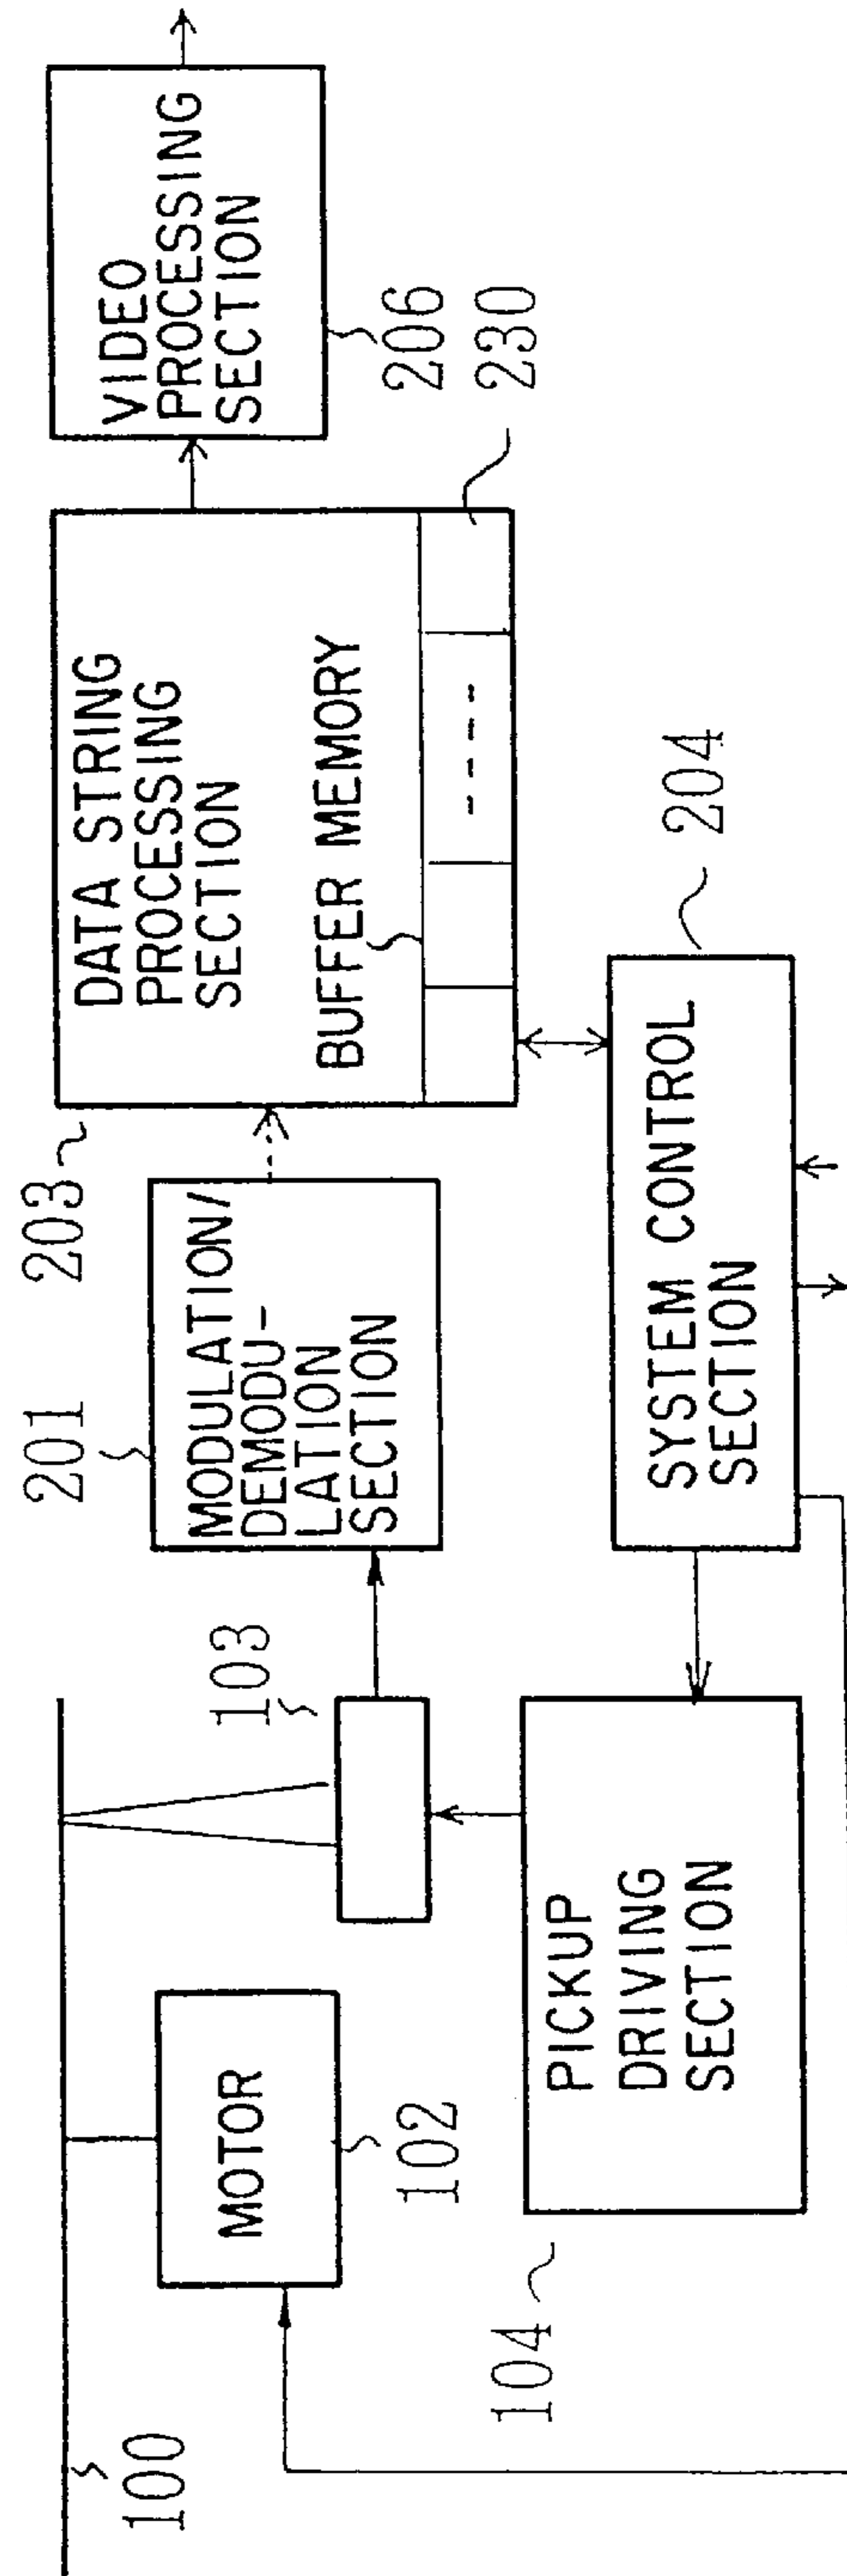 100
MOTOR
102
103
104
PICKUP
DRIVING
SECTION
201
MODULATION/
DEMODU-
LATION
SECTION
203
DATA STRING
PROCESSING
SECTION
BUFFER MEMORY
230
SYSTEM CONTROL
SECTION
204
VIDEO
PROCESSING
SECTION
206